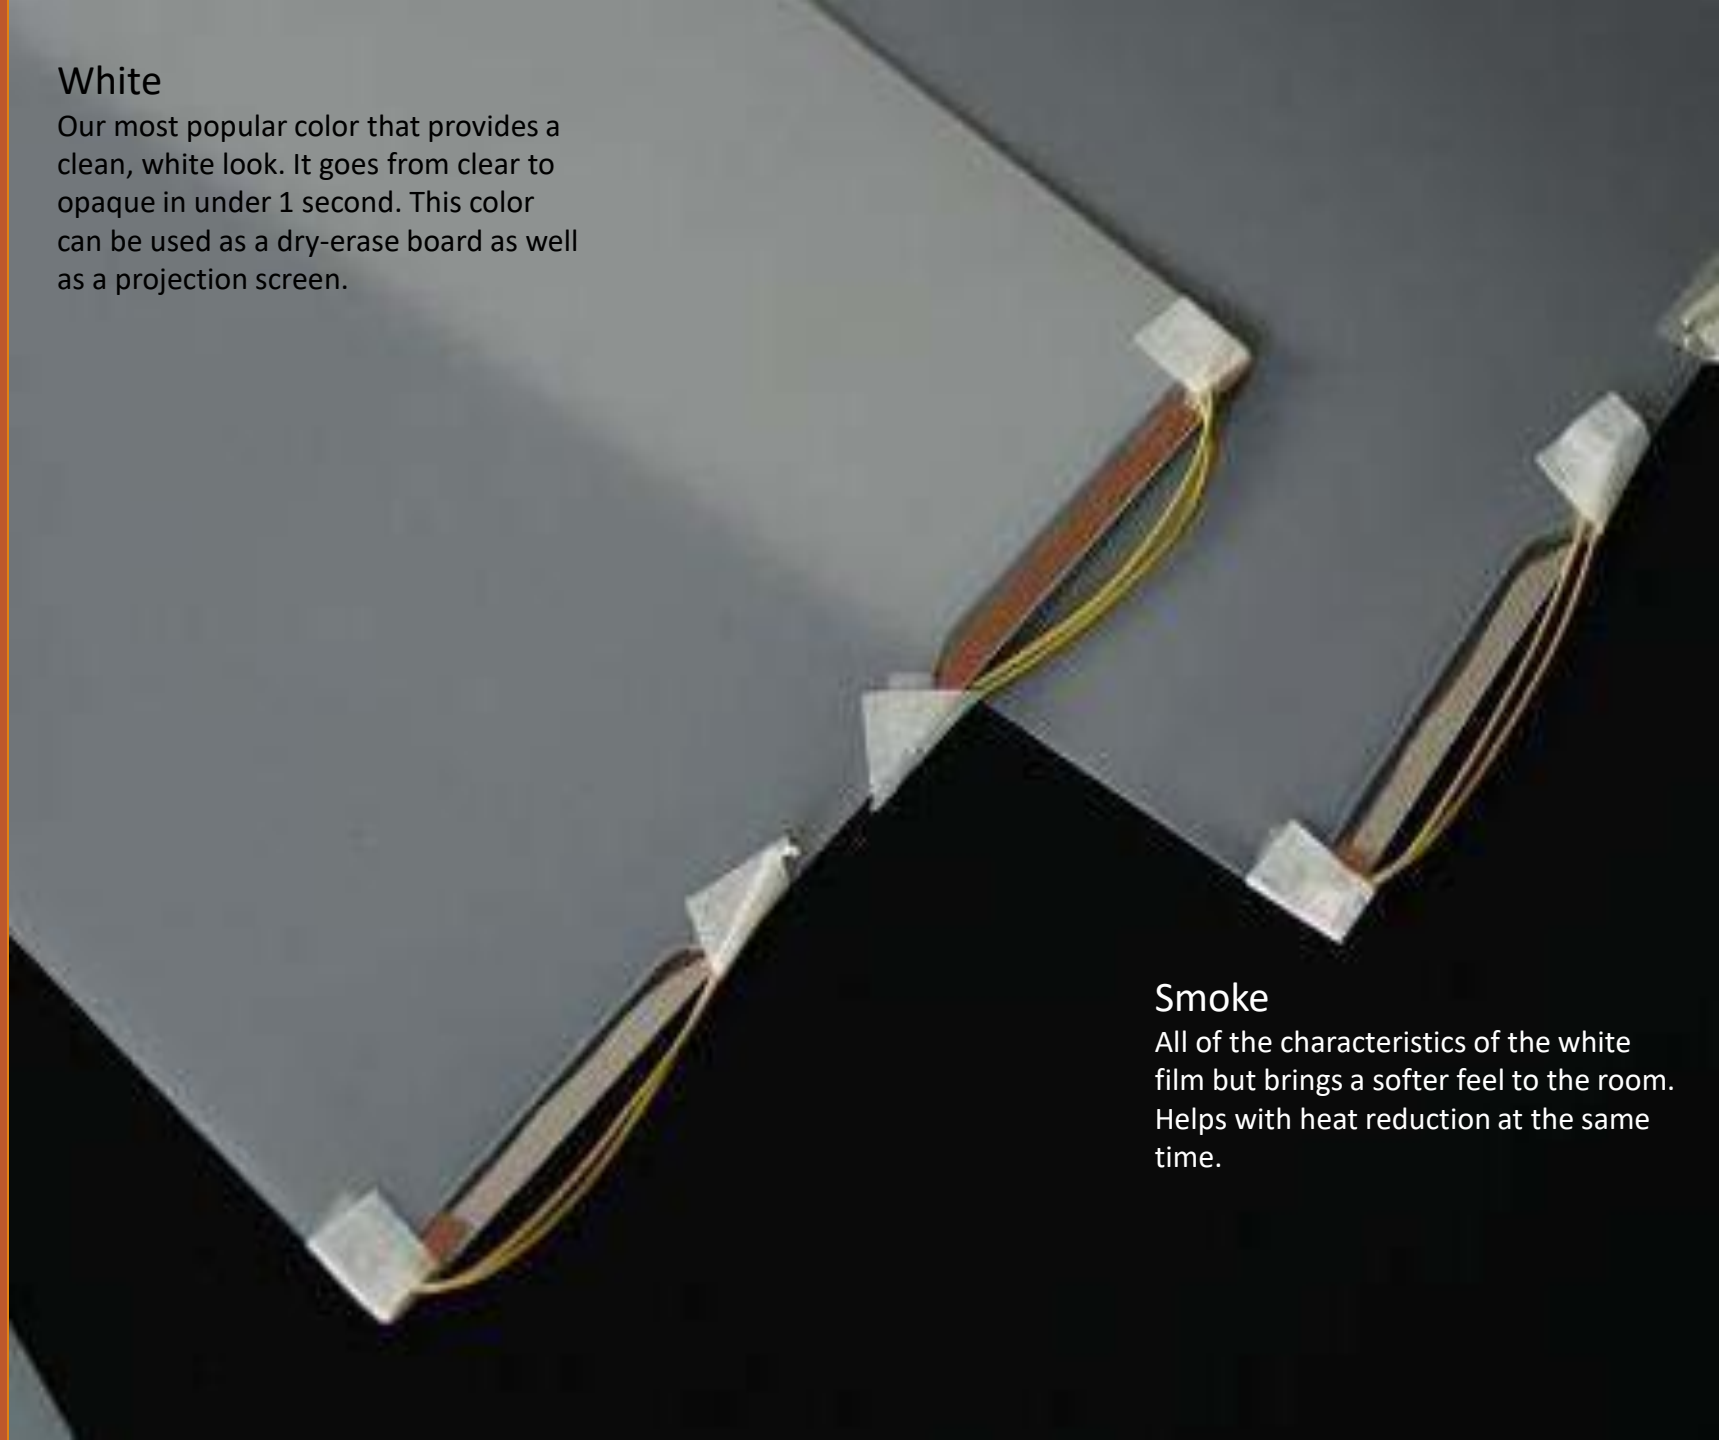 White
Our most popular color that provides a
clean, white look. It goes from clear to
opaque in under 1 second. This color
can be used as a dry-erase board as well
as a projection screen.
Smoke
All of the characteristics of the white
film but brings a softer feel to the room.
Helps with heat reduction at the same
time.